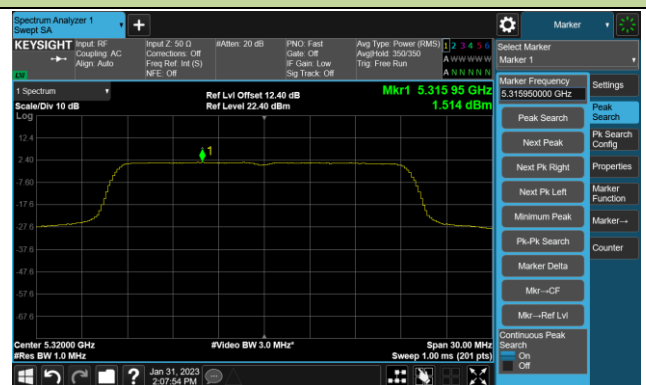 Spectrum Analyzer 1
Swept SA
+
Marker
KEYSIGHT
Input: RF
Coupling: AC
Align: Auto
Input Z: 50 Ω
Corrections: Off
Freq Ref: Int (S)
NFE: Off
#Atten: 20 dB
PNO: Fast
Gate: Off
IF Gain: Low
Sig Track: Off
Avg Type: Power (RMS)
Avg|Hold: 350/350
Trig: Free Run
1 2 3 4 5 6
A W W W W W
A N N N N N
LW
Select Marker
Marker 1
1 Spectrum
Scale/Div 10 dB
Log
Ref Lvl Offset 12.40 dB
Ref Level 22.40 dBm
Mkr1 5.315 95 GHz
1.514 dBm
1
12.4
2.40
-7.60
-17.6
-27.6
-37.6
-47.6
-57.6
-67.6
Center 5.32000 GHz
#Res BW 1.0 MHz
#Video BW 3.0 MHz*
Span 30.00 MHz
Sweep 1.00 ms (201 pts)
Marker Frequency
5.315950000 GHz
Peak Search
Next Peak
Next Pk Right
Next Pk Left
Minimum Peak
Pk-Pk Search
Marker Delta
Mkr→CF
Mkr→Ref Lvl
Continuous Peak
Search
On
Off
Settings
Peak
Search
Pk Search
Config
Properties
Marker
Function
Marker→
Counter
?
Jan 31, 2023
2:07:54 PM